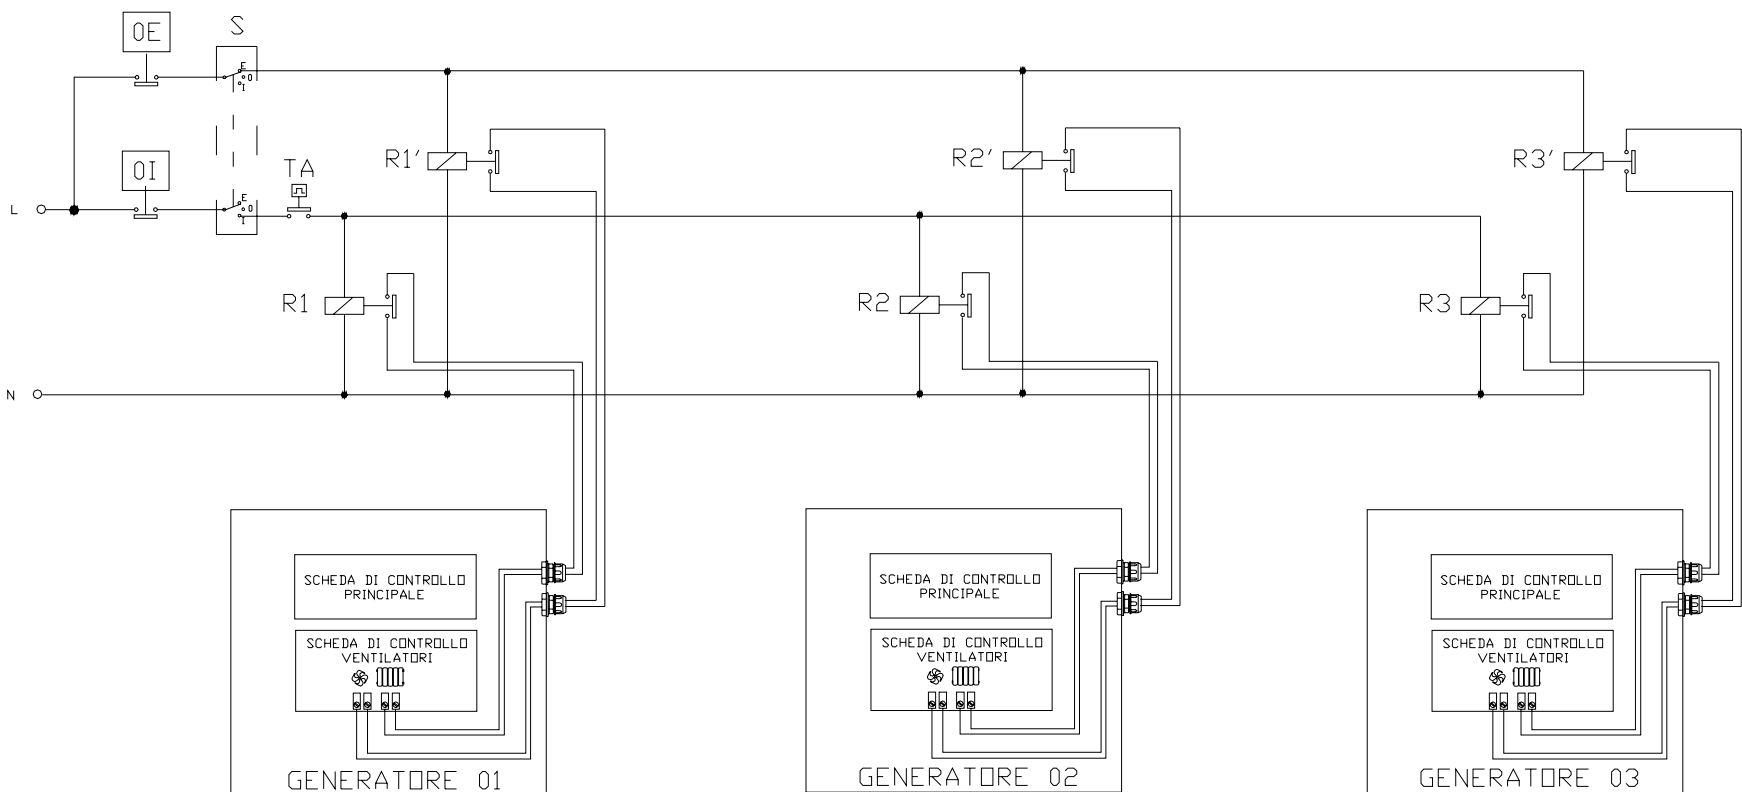 OE
S
E
O
I
R1'
R2'
R3'
OI
TA
L
E
O
I
R1
R2
R3
N
SCHEDA DI CONTROLLO
PRINCIPALE
SCHEDA DI CONTROLLO
VENTILATORI
GENERATORE 01
SCHEDA DI CONTROLLO
PRINCIPALE
SCHEDA DI CONTROLLO
VENTILATORI
GENERATORE 02
SCHEDA DI CONTROLLO
PRINCIPALE
SCHEDA DI CONTROLLO
VENTILATORI
GENERATORE 03